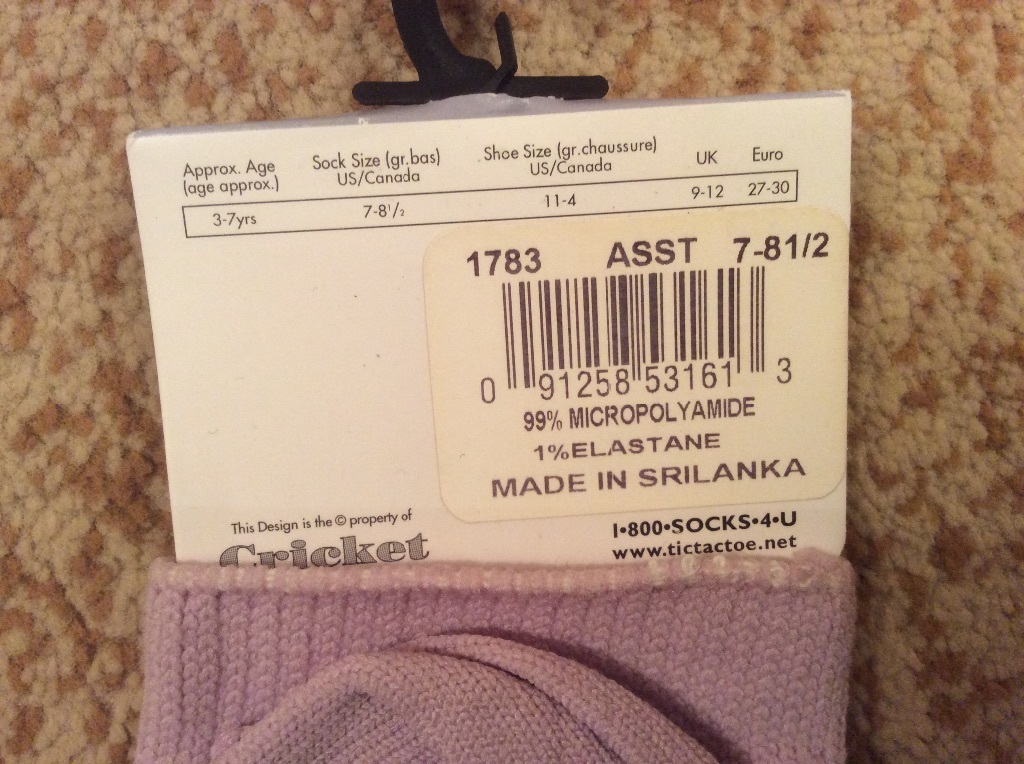 Approx. Age Sock Size (gr.bas) Shoe Size (gr.chaussure) UK Euro
(age approx.) US/Canada US/Canada
3-7yrs 7-8½ 11-4 9-12 27-30
1783 ASST 7-81/2
0 91258 53161 3
99% MICROPOLYAMIDE
1%ELASTANE
MADE IN SRILANKA
This Design is the © property of
Cricket
1•800•SOCKS•4•U
www.tictactoe.net